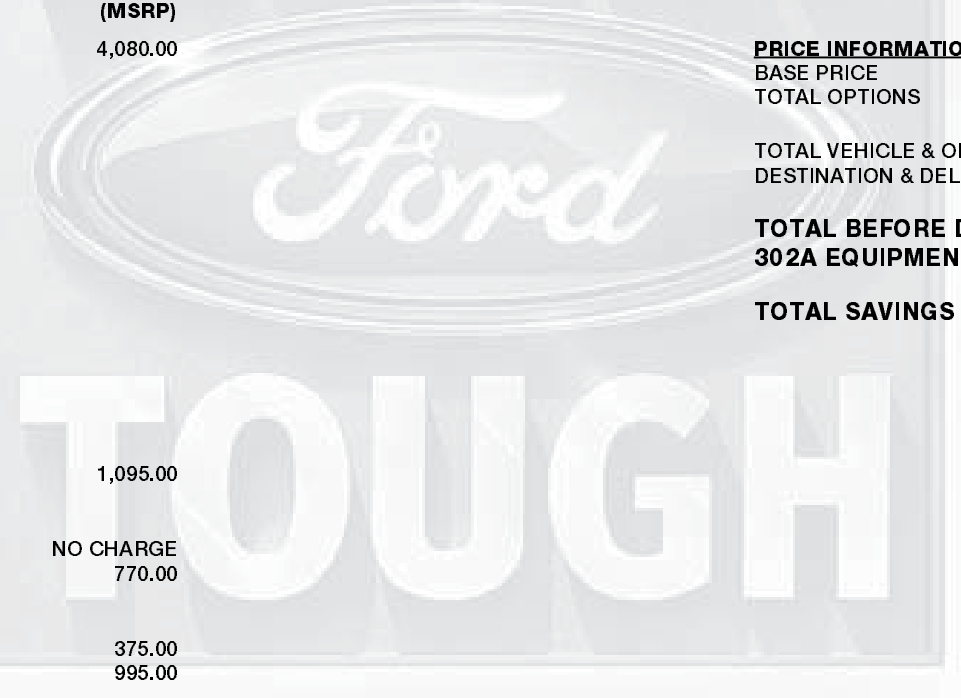 (MSRP)
4,080.00
1,095.00
NO CHARGE
770.00
375.00
995.00
PRICE INFORMATIO
BASE PRICE
TOTAL OPTIONS
TOTAL VEHICLE &
DESTINATION & DEL
TOTAL BEFORE
302A EQUIPMEN
TOTAL SAVINGS
Ford
TOUGH